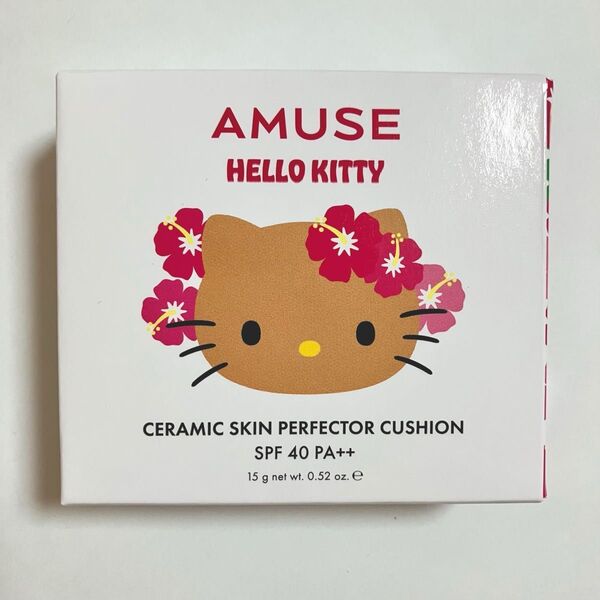 AMUSE
HELLO KITTY
CERAMIC SKIN PERFECTOR CUSHION
SPF 40 PA++
15 g net wt. 0.52 oz. ℮